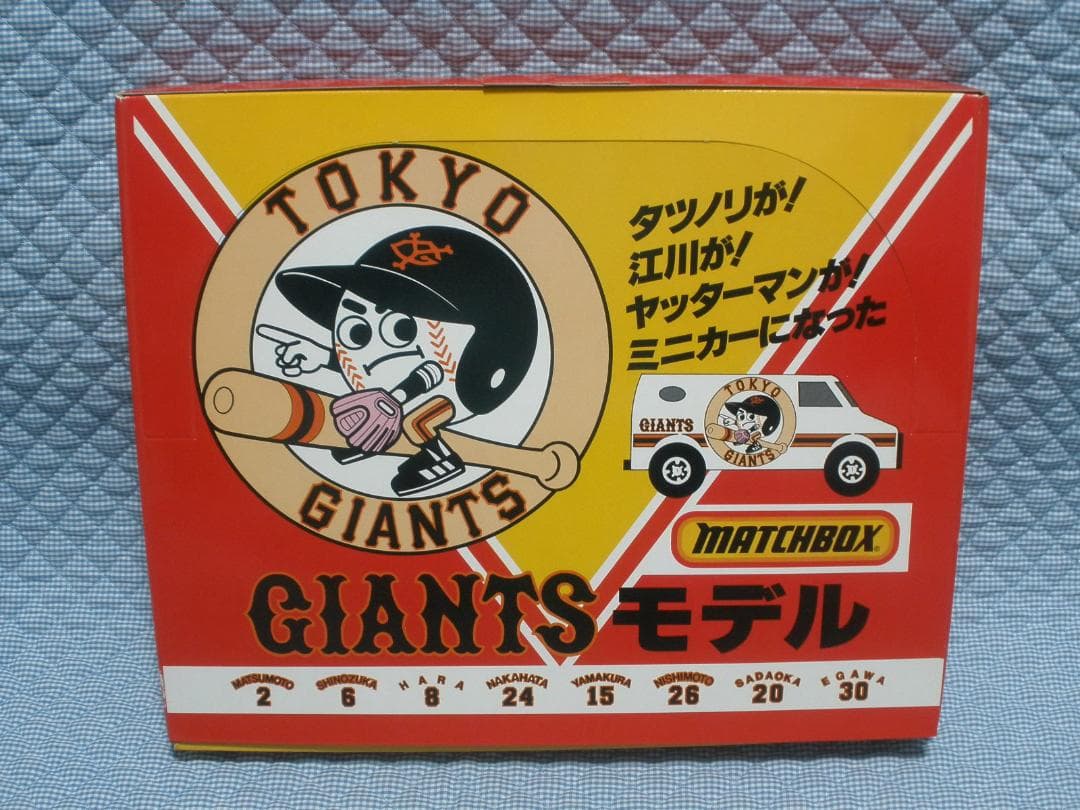 TOKYO
GIANTS
タツノリが!
江川が!
ヤッターマンが!
ミニカーになった
TOKYO
GIANTS
GIANTS
MATCHBOX®
GIANTSモデル
MATSUMOTO SHINOZUKA HARA NAKAHATA YAMAKURA NISHIMOTO SADAOKA EGAWA
2 6 8 24 15 26 20 30